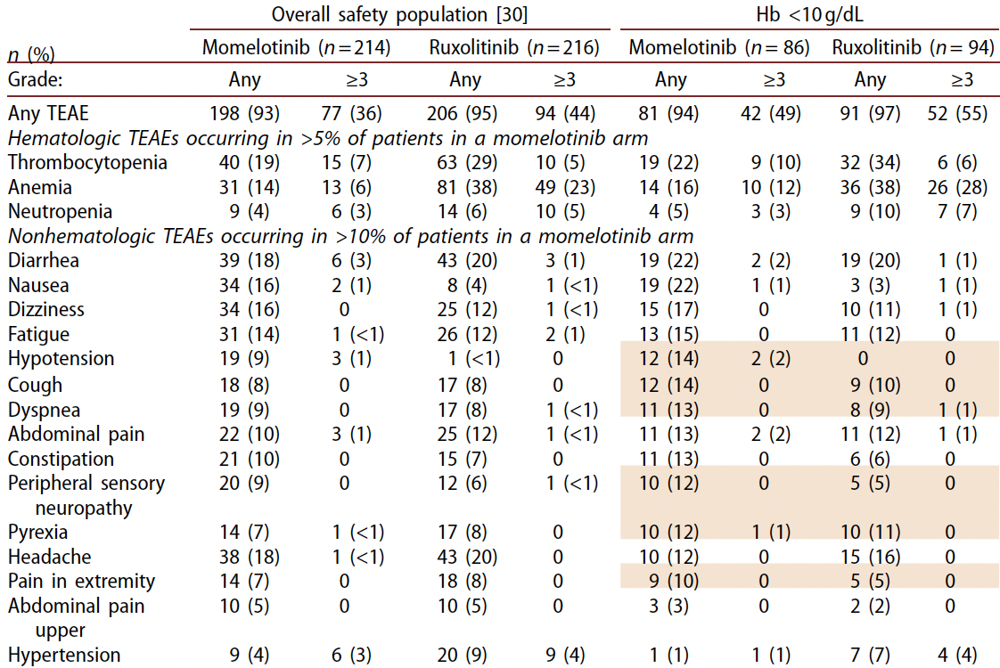 Overall safety population [30] Hb <10 g/dL
n (%) Momelotinib (n = 214) Ruxolitinib (n = 216) Momelotinib (n = 86) Ruxolitinib (n = 94)
Grade: Any ≥3 Any ≥3 Any ≥3 Any ≥3
Any TEAE 198 (93) 77 (36) 206 (95) 94 (44) 81 (94) 42 (49) 91 (97) 52 (55)
Hematologic TEAEs occurring in >5% of patients in a momelotinib arm
Thrombocytopenia 40 (19) 15 (7) 63 (29) 10 (5) 19 (22) 9 (10) 32 (34) 6 (6)
Anemia 31 (14) 13 (6) 81 (38) 49 (23) 14 (16) 10 (12) 36 (38) 26 (28)
Neutropenia 9 (4) 6 (3) 14 (6) 10 (5) 4 (5) 3 (3) 9 (10) 7 (7)
Nonhematologic TEAEs occurring in >10% of patients in a momelotinib arm
Diarrhea 39 (18) 6 (3) 43 (20) 3 (1) 19 (22) 2 (2) 19 (20) 1 (1)
Nausea 34 (16) 2 (1) 8 (4) 1 (<1) 19 (22) 1 (1) 3 (3) 1 (1)
Dizziness 34 (16) 0 25 (12) 1 (<1) 15 (17) 0 10 (11) 1 (1)
Fatigue 31 (14) 1 (<1) 26 (12) 2 (1) 13 (15) 0 11 (12) 0
Hypotension 19 (9) 3 (1) 1 (<1) 0 12 (14) 2 (2) 0 0
Cough 18 (8) 0 17 (8) 0 12 (14) 0 9 (10) 0
Dyspnea 19 (9) 0 17 (8) 1 (<1) 11 (13) 0 8 (9) 1 (1)
Abdominal pain 22 (10) 3 (1) 25 (12) 1 (<1) 11 (13) 2 (2) 11 (12) 1 (1)
Constipation 21 (10) 0 15 (7) 0 11 (13) 0 6 (6) 0
Peripheral sensory 20 (9) 0 12 (6) 1 (<1) 10 (12) 0 5 (5) 0
neuropathy
Pyrexia 14 (7) 1 (<1) 17 (8) 0 10 (12) 1 (1) 10 (11) 0
Headache 38 (18) 1 (<1) 43 (20) 0 10 (12) 0 15 (16) 0
Pain in extremity 14 (7) 0 18 (8) 0 9 (10) 0 5 (5) 0
Abdominal pain 10 (5) 0 10 (5) 0 3 (3) 0 2 (2) 0
upper
Hypertension 9 (4) 6 (3) 20 (9) 9 (4) 1 (1) 1 (1) 7 (7) 4 (4)